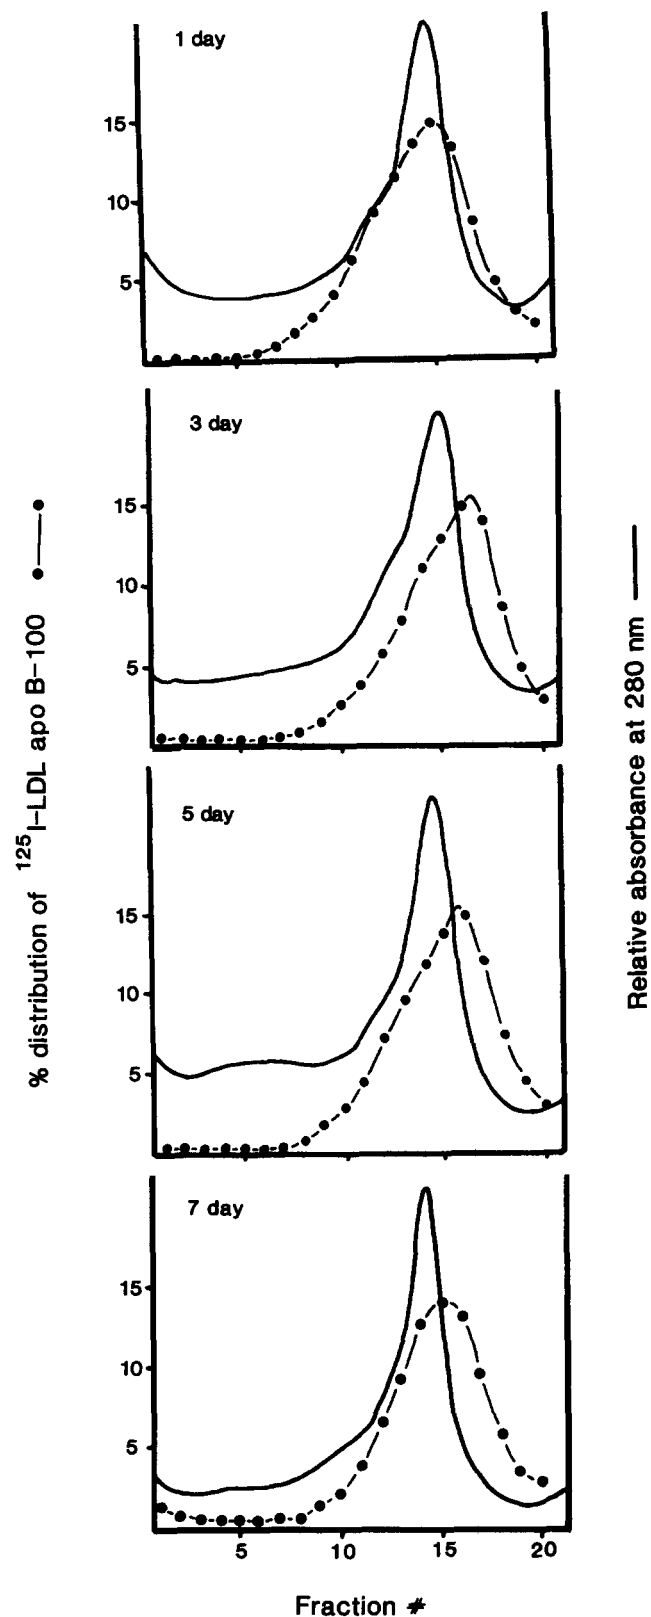 1 day
15
10
5
3 day
15
10
5
5 day
15
10
5
7 day
15
10
5
5 10 15 20
Fraction #
% distribution of ¹²⁵I-LDL apo B-100
Relative absorbance at 280 nm